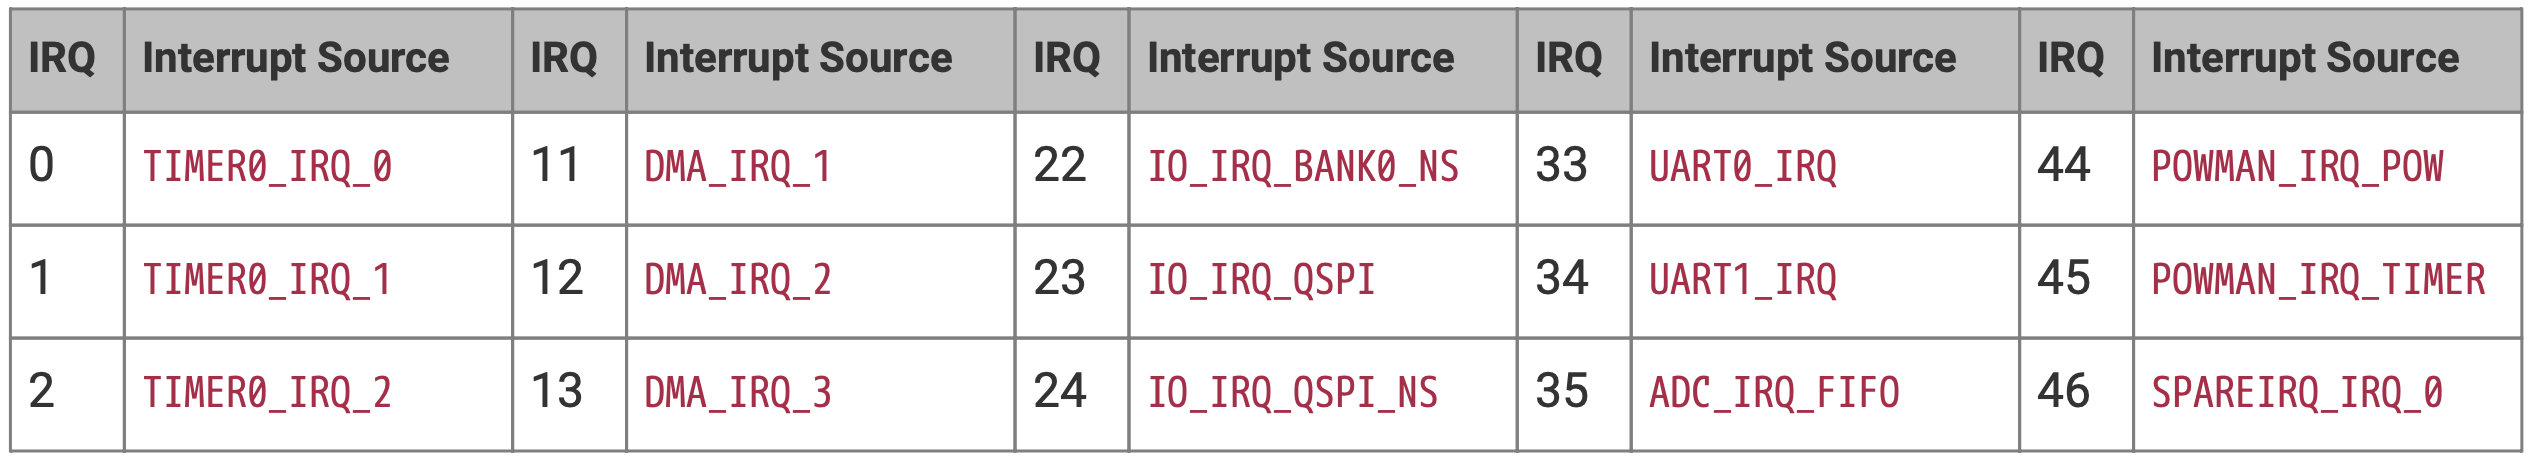 IRQ Interrupt Source IRQ Interrupt Source IRQ Interrupt Source IRQ Interrupt Source IRQ Interrupt Source
0 TIMER0_IRQ_0 11 DMA_IRQ_1 22 IO_IRQ_BANK0_NS 33 UART0_IRQ 44 POWMAN_IRQ_POW
1 TIMER0_IRQ_1 12 DMA_IRQ_2 23 IO_IRQ_QSPI 34 UART1_IRQ 45 POWMAN_IRQ_TIMER
2 TIMER0_IRQ_2 13 DMA_IRQ_3 24 IO_IRQ_QSPI_NS 35 ADC_IRQ_FIFO 46 SPAREIRQ_IRQ_0